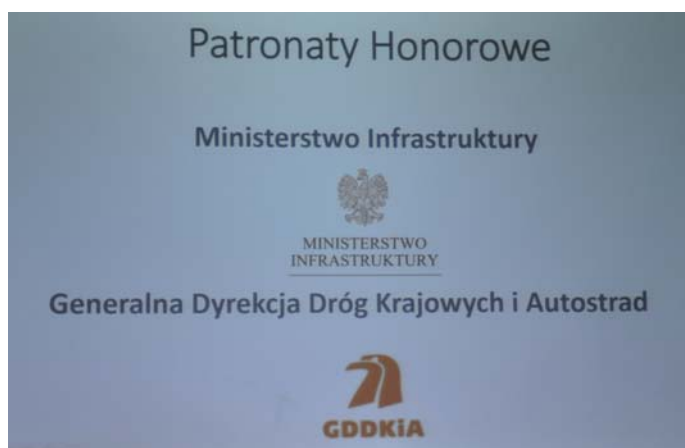 Patronaty Honorowe
Ministerstwo Infrastruktury
MINISTERSTWO
INFRASTRUKTURY
Generalna Dyrekcja Dróg Krajowych i Autostrad
GDDKiA